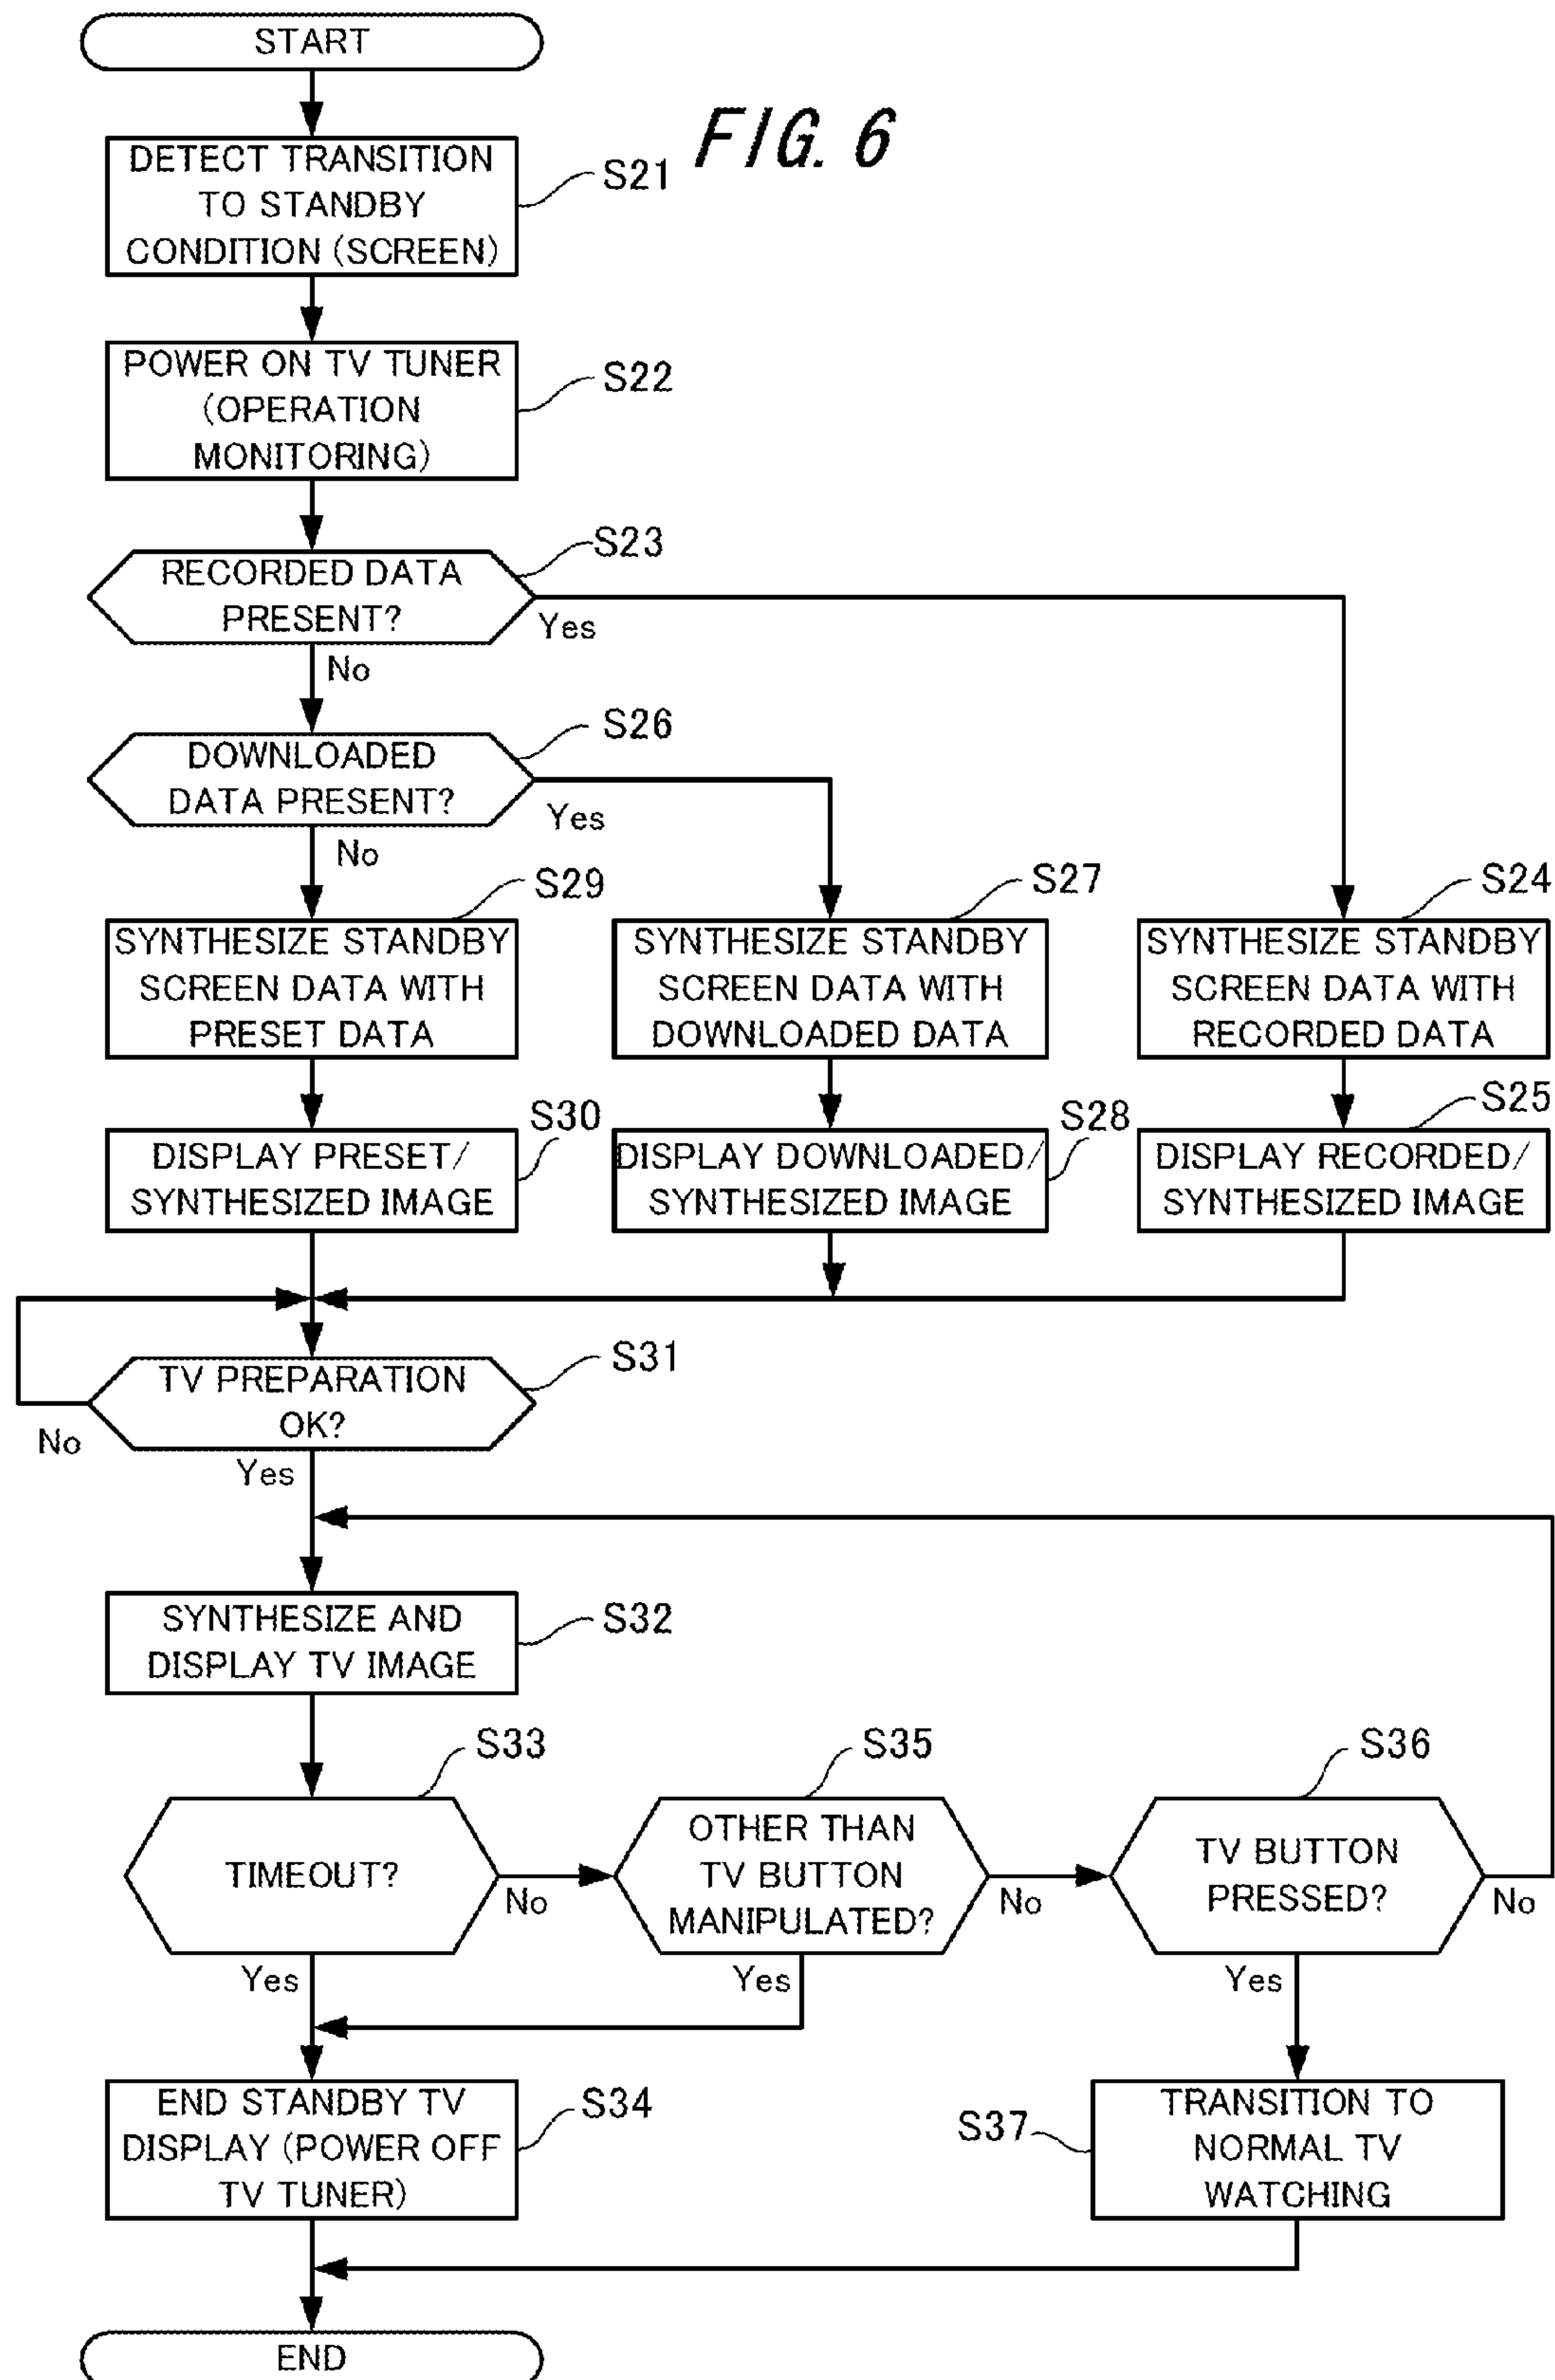 START
FIG. 6
DETECT TRANSITION
TO STANDBY
CONDITION (SCREEN)
S21
POWER ON TV TUNER
(OPERATION
MONITORING)
S22
S23
RECORDED DATA
PRESENT?
Yes
No
S26
DOWNLOADED
DATA PRESENT?
Yes
No
S29
SYNTHESIZE STANDBY
SCREEN DATA WITH
PRESET DATA
S27
SYNTHESIZE STANDBY
SCREEN DATA WITH
DOWNLOADED DATA
S24
SYNTHESIZE STANDBY
SCREEN DATA WITH
RECORDED DATA
S30
DISPLAY PRESET/
SYNTHESIZED IMAGE
S28
DISPLAY DOWNLOADED/
SYNTHESIZED IMAGE
S25
DISPLAY RECORDED/
SYNTHESIZED IMAGE
S31
TV PREPARATION
OK?
No
Yes
SYNTHESIZE AND
DISPLAY TV IMAGE
S32
S33
TIMEOUT?
No
Yes
S35
OTHER THAN
TV BUTTON
MANIPULATED?
No
Yes
S36
TV BUTTON
PRESSED?
No
Yes
END STANDBY TV
DISPLAY (POWER OFF
TV TUNER)
S34
S37
TRANSITION TO
NORMAL TV
WATCHING
END